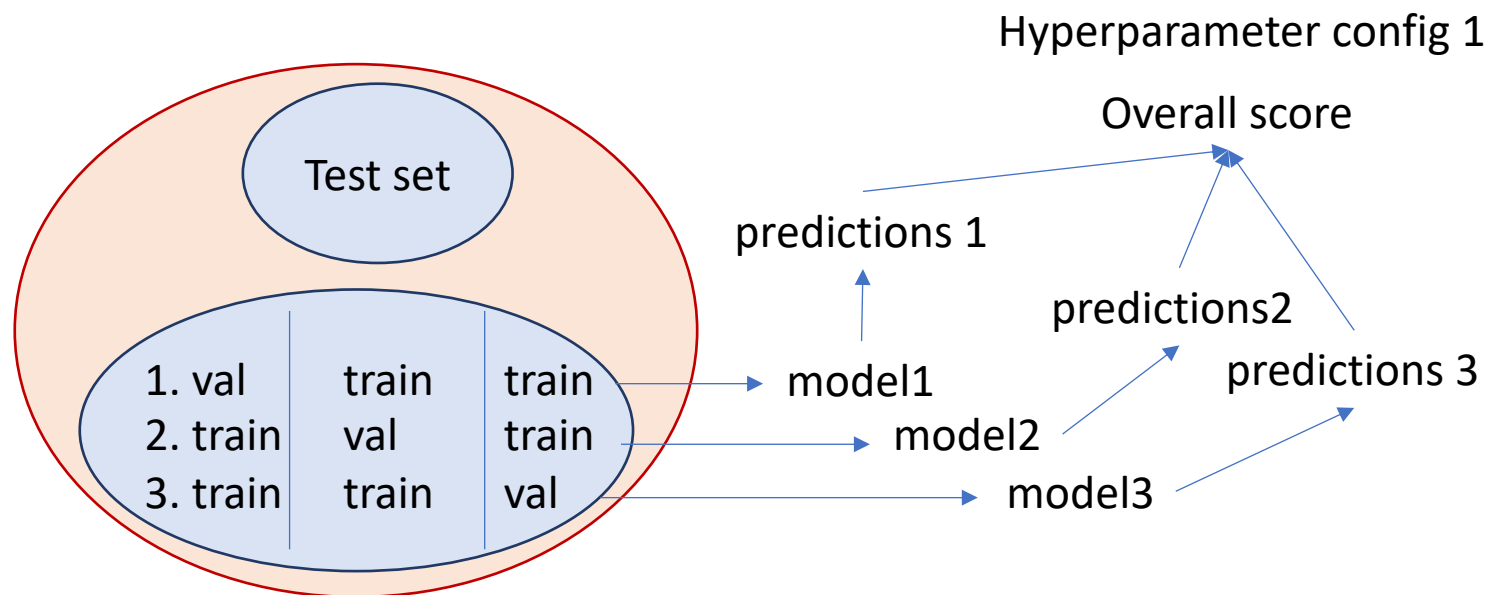 Hyperparameter config 1
Overall score
Test set
predictions 1
predictions2
predictions 3
1. val train train
2. train val train
3. train train val
model1
model2
model3